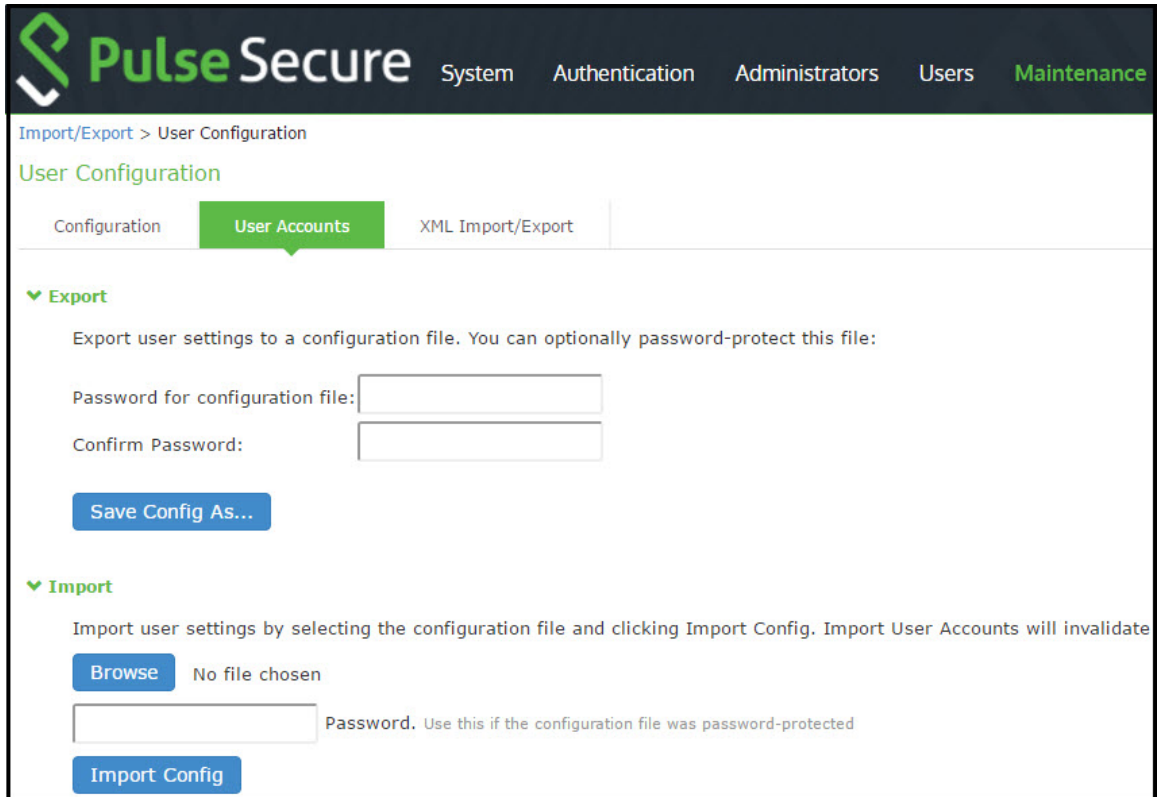 Pulse Secure System Authentication Administrators Users Maintenance
Import/Export > User Configuration
User Configuration
Configuration User Accounts XML Import/Export
Export
Export user settings to a configuration file. You can optionally password-protect this file:
Password for configuration file:
Confirm Password:
Save Config As...
Import
Import user settings by selecting the configuration file and clicking Import Config. Import User Accounts will invalidate
Browse No file chosen
Password. Use this if the configuration file was password-protected
Import Config